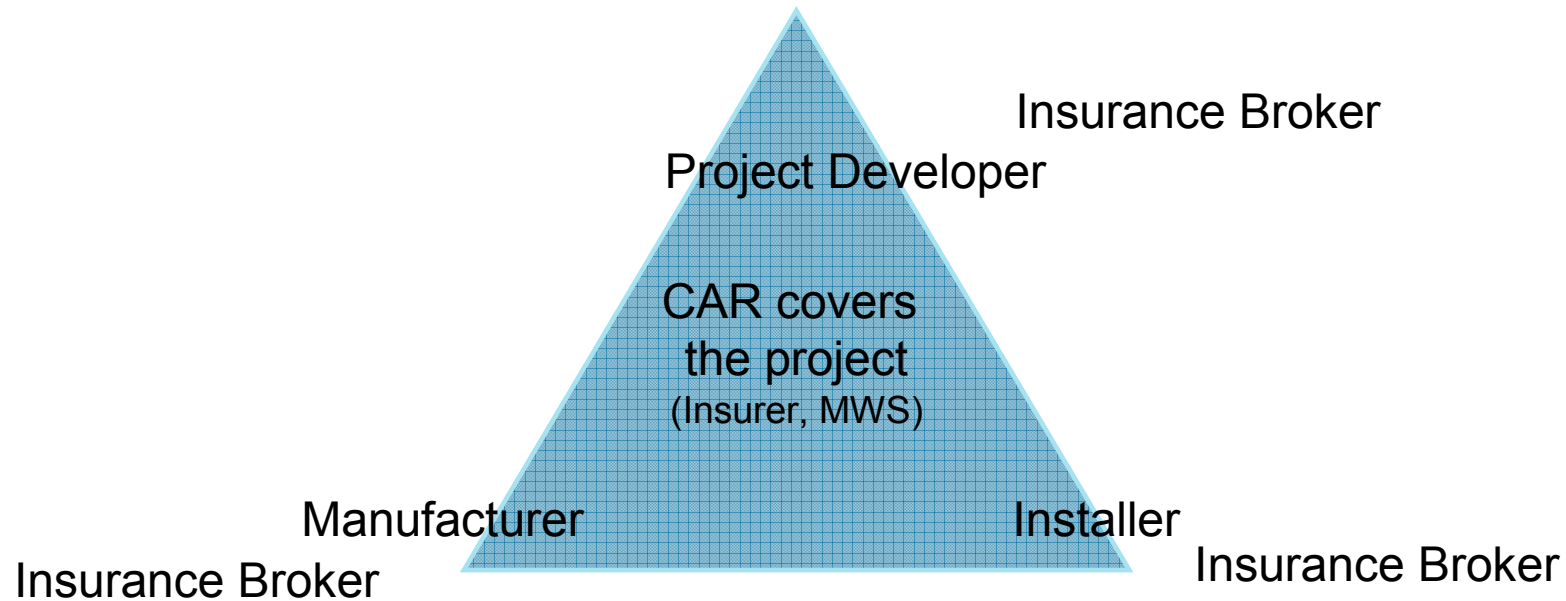 Insurance Broker
Project Developer
CAR covers
the project
(Insurer, MWS)
Manufacturer
Installer
Insurance Broker
Insurance Broker